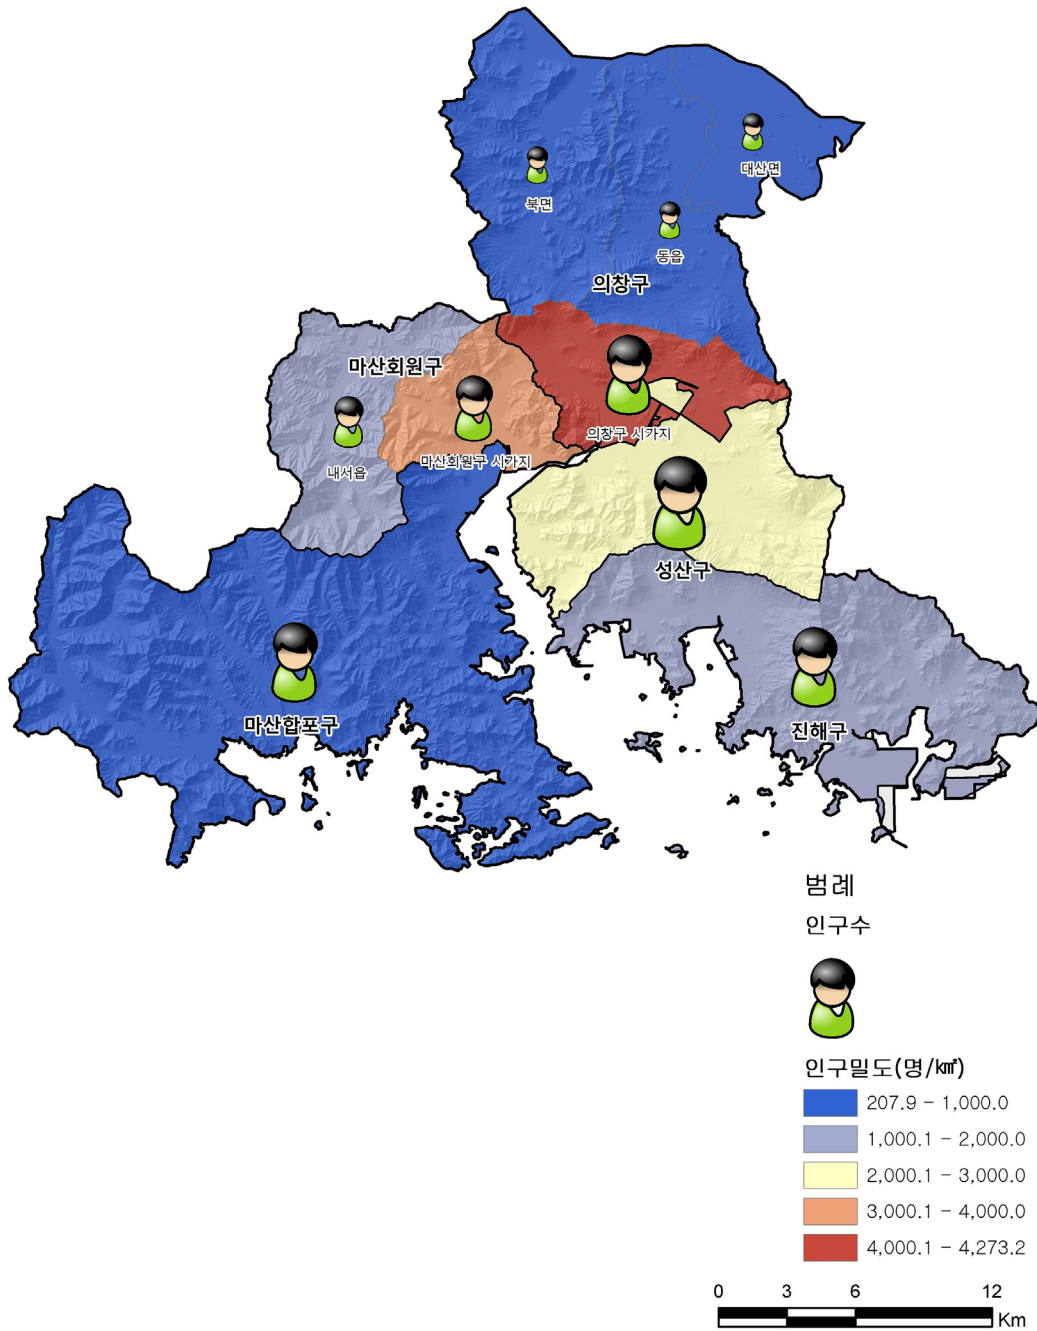 대산면
북면
동읍
의창구
마산회원구
의창구 시가지
마산회원구 시가지
내서읍
성산구
마산합포구
진해구
범례
인구수
인구밀도(명/㎢)
207.9 - 1,000.0
1,000.1 - 2,000.0
2,000.1 - 3,000.0
3,000.1 - 4,000.0
4,000.1 - 4,273.2
0 3 6 12
Km